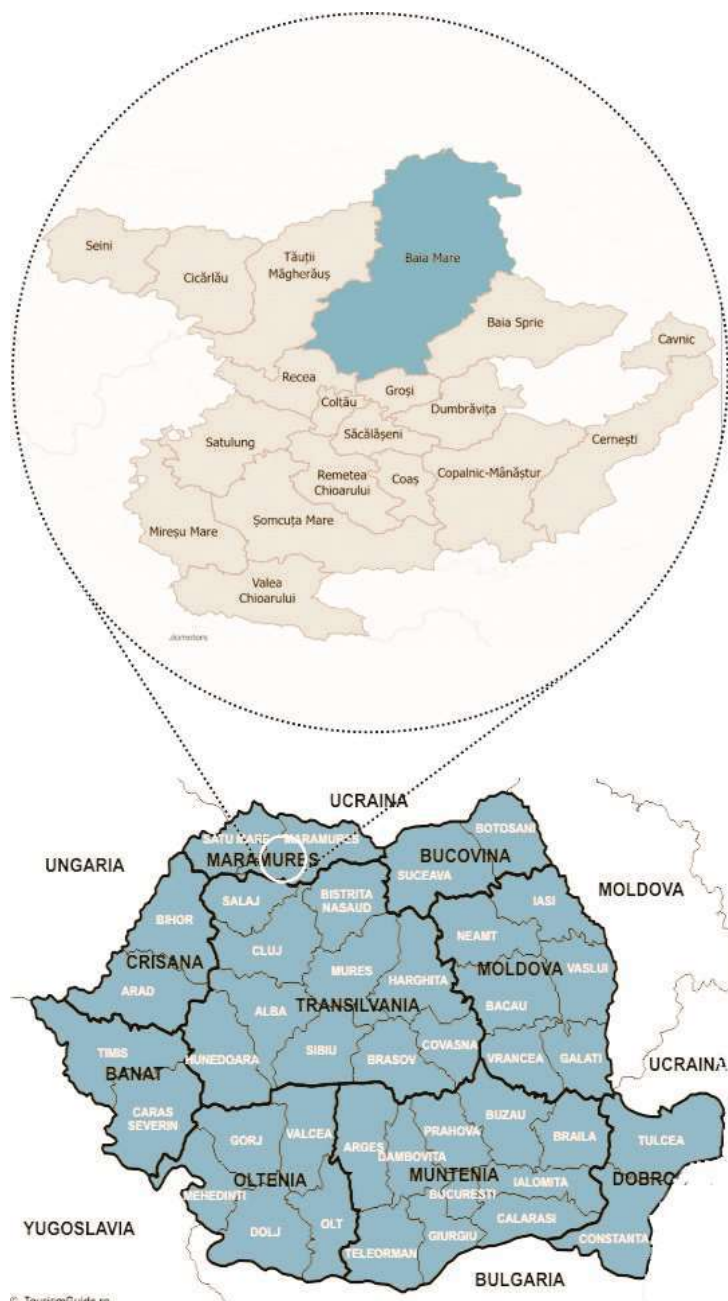 Seini
Cicărlău
Tăuții
Măgherăuș
Baia Mare
Baia Sprie
Cavnic
Recea
Groși
Coltău
Dumbrăvița
Satulung
Săcălășeni
Cernești
Remetea
Chioarului
Coaș
Copalnic-Mănăștur
Mireșu Mare
Șomcuța Mare
Valea
Chioarului
UCRAINA
BOTOSANI
SATU MARE
MARAMURES
MARAMURES
BUCOVINA
UNGARIA
SUCEAVA
MOLDOVA
SALAJ
BISTRITA
NASAUD
IASI
BIHOR
NEAMT
CLUJ
CRISANA
MURES
MOLDOVA
VASLUI
HARGHITA
ARAD
ALBA
TRANSILVANIA
BACAU
TIMIS
HUNEDOARA
SIBIU
BRASOV
COVASNA
VRANCEA
GALATI
UCRAINA
BANAT
CARAS
SEVERIN
GORJ
VALCEA
ARGES
PRAHOVA
BUZAU
BRAILA
TULCEA
DAMBOVITA
OLTENIA
MUNTENIA
IALOMITA
DOBRO
MEHEDINTI
BUCURESTI
YUGOSLAVIA
DOLJ
OLT
TELEORMAN
GIURGIU
CALARASI
CONSTANTA
BULGARIA